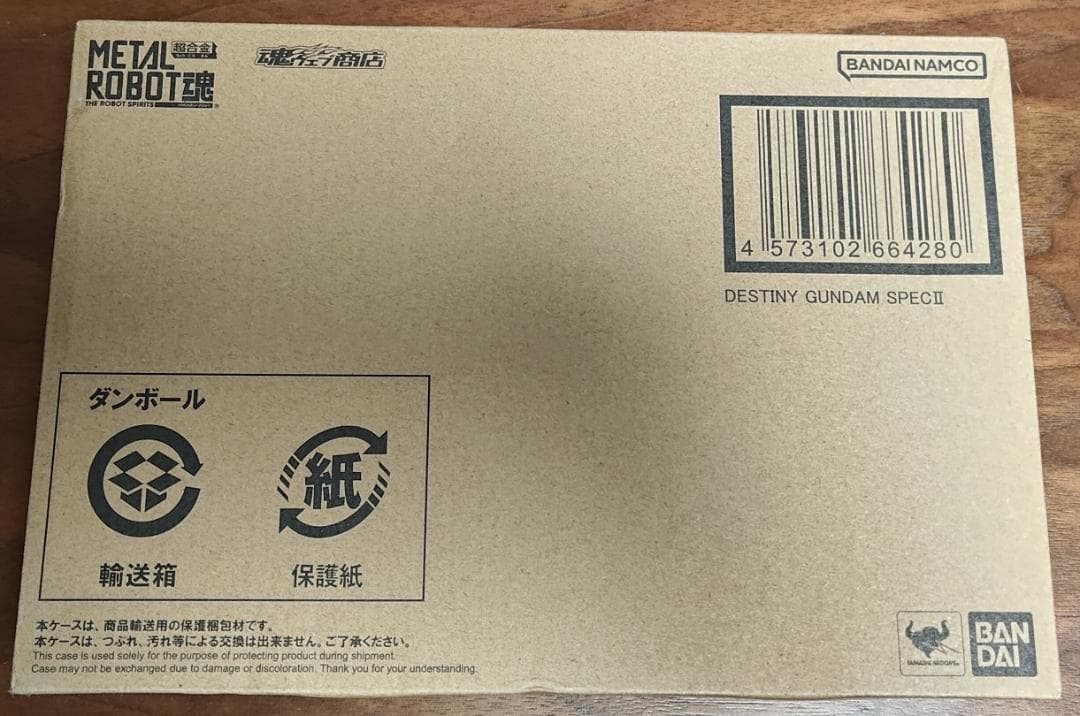 METAL 超合金
ROBOT魂
THE ROBOT SPIRITS
魂ウェブ商店
BANDAI NAMCO
4 573102 664280
DESTINY GUNDAM SPECⅡ
ダンボール
紙
輸送箱 保護紙
本ケースは、商品輸送用の保護梱包材です。
本ケースは、つぶれ、汚れ等による交換は出来ません。ご了承ください。
This case is used solely for the purpose of protecting product during shipment.
Case may not be exchanged due to damage or discoloration. Thank you for your understanding.
TAMASHII NATIONS
BAN
DAI